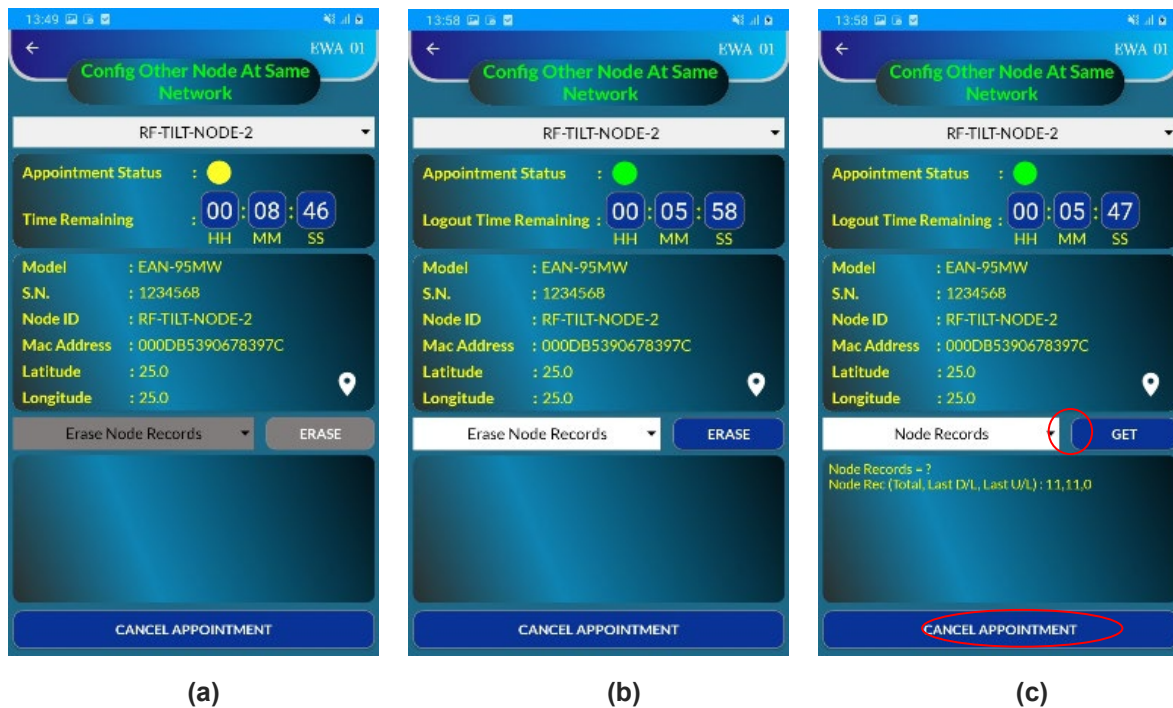 13:49
EWA 01
Config Other Node At Same
Network
RF-TILT-NODE-2
Appointment Status :
Time Remaining : 00 : 08 : 46
HH MM SS
Model : EAN-95MW
S.N. : 1234568
Node ID : RF-TILT-NODE-2
Mac Address : 000DB5390678397C
Latitude : 25.0
Longitude : 25.0
Erase Node Records ERASE
CANCEL APPOINTMENT
(a)
13:58
EWA 01
Config Other Node At Same
Network
RF-TILT-NODE-2
Appointment Status :
Logout Time Remaining : 00 : 05 : 58
HH MM SS
Model : EAN-95MW
S.N. : 1234568
Node ID : RF-TILT-NODE-2
Mac Address : 000DB5390678397C
Latitude : 25.0
Longitude : 25.0
Erase Node Records ERASE
CANCEL APPOINTMENT
(b)
13:58
EWA 01
Config Other Node At Same
Network
RF-TILT-NODE-2
Appointment Status :
Logout Time Remaining : 00 : 05 : 47
HH MM SS
Model : EAN-95MW
S.N. : 1234568
Node ID : RF-TILT-NODE-2
Mac Address : 000DB5390678397C
Latitude : 25.0
Longitude : 25.0
Node Records GET
Node Records = ?
Node Rec (Total, Last D/L, Last U/L) : 11,11,0
CANCEL APPOINTMENT
(c)